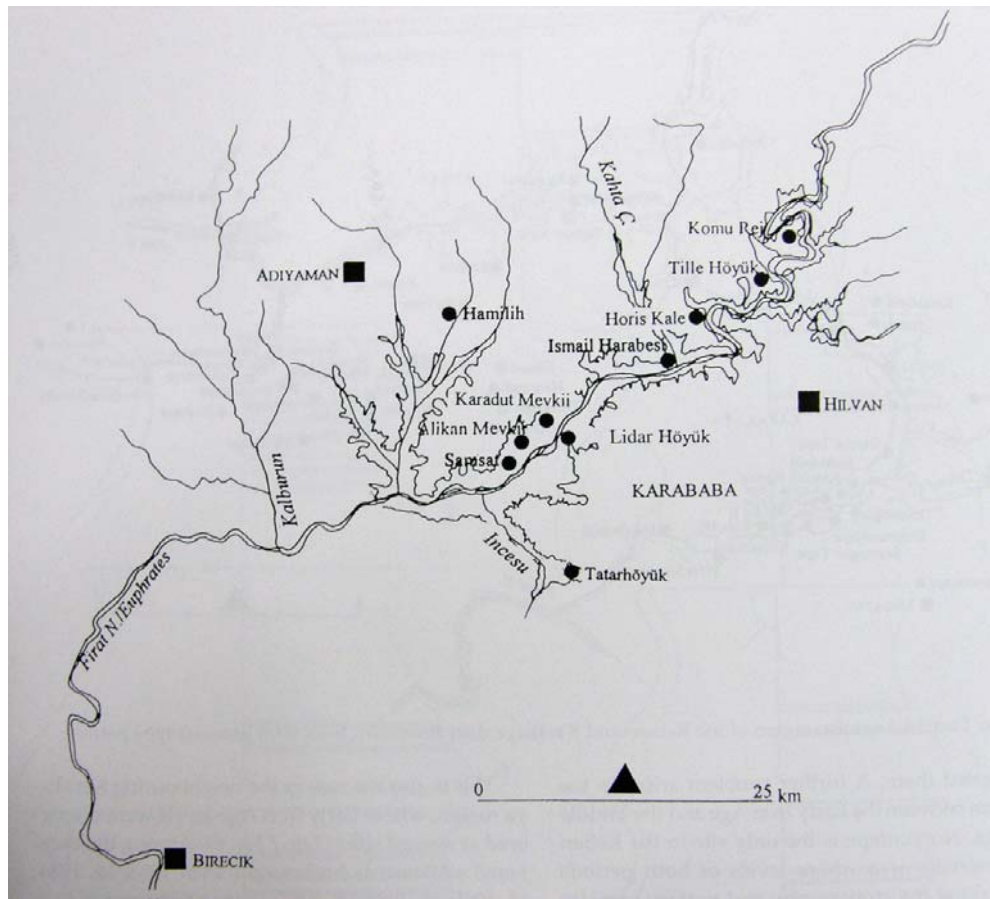 Kahta Ç.
Komu Rej
ADIYAMAN
Tille Höyük
Hamilih
Horis Kale
Ismail Harabesi
Karadut Mevkii
HILVAN
Alikan Mevkii
Lidar Höyük
Samsat
KARABABA
Kalburun
Incesu
Tatarhöyük
Firat N./Euphrates
0 25 km
BIRECIK